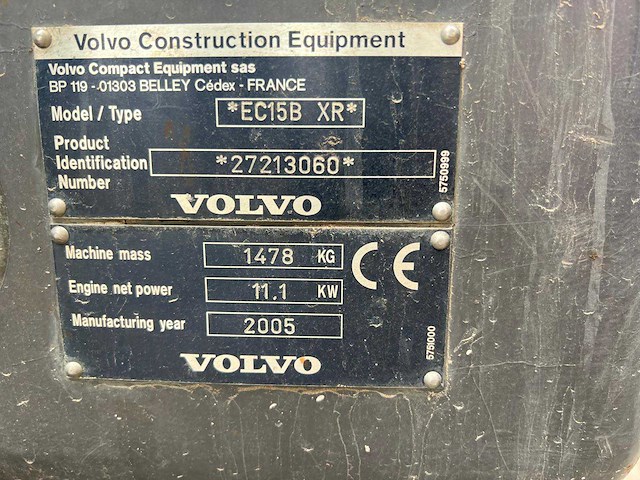 Volvo Construction Equipment
Volvo Compact Equipment sas
BP 119 - 01303 BELLEY Cédex - FRANCE
Model / Type *EC15B XR*
Product
Identification *27213060*
Number
5750999
VOLVO
Machine mass 1478 KG
CE
Engine net power 11.1 KW
Manufacturing year 2005
5751000
VOLVO